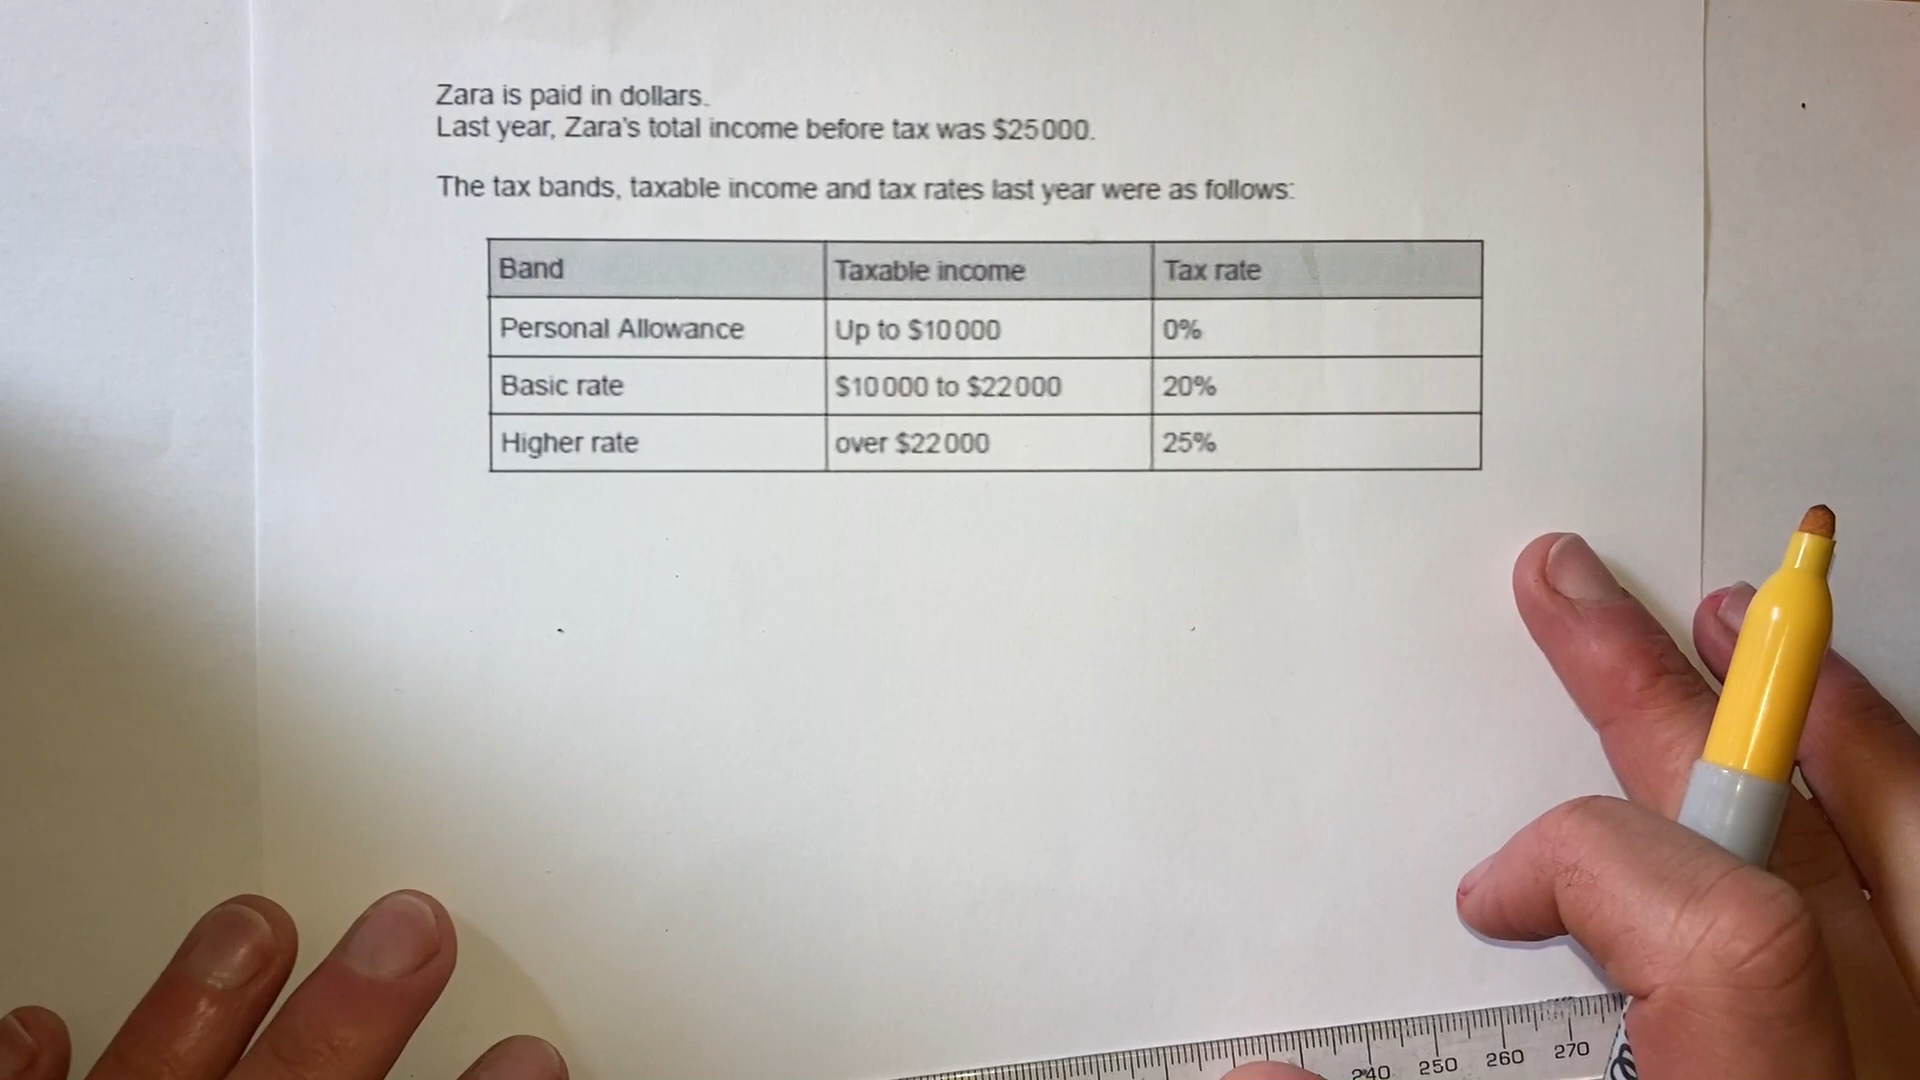 Zara is paid in dollars.
Last year, Zara's total income before tax was $25000.
The tax bands, taxable income and tax rates last year were as follows:
Band Taxable income Tax rate
Personal Allowance Up to $10000 0%
Basic rate $10000 to $22000 20%
Higher rate over $22000 25%
240 250 260 270